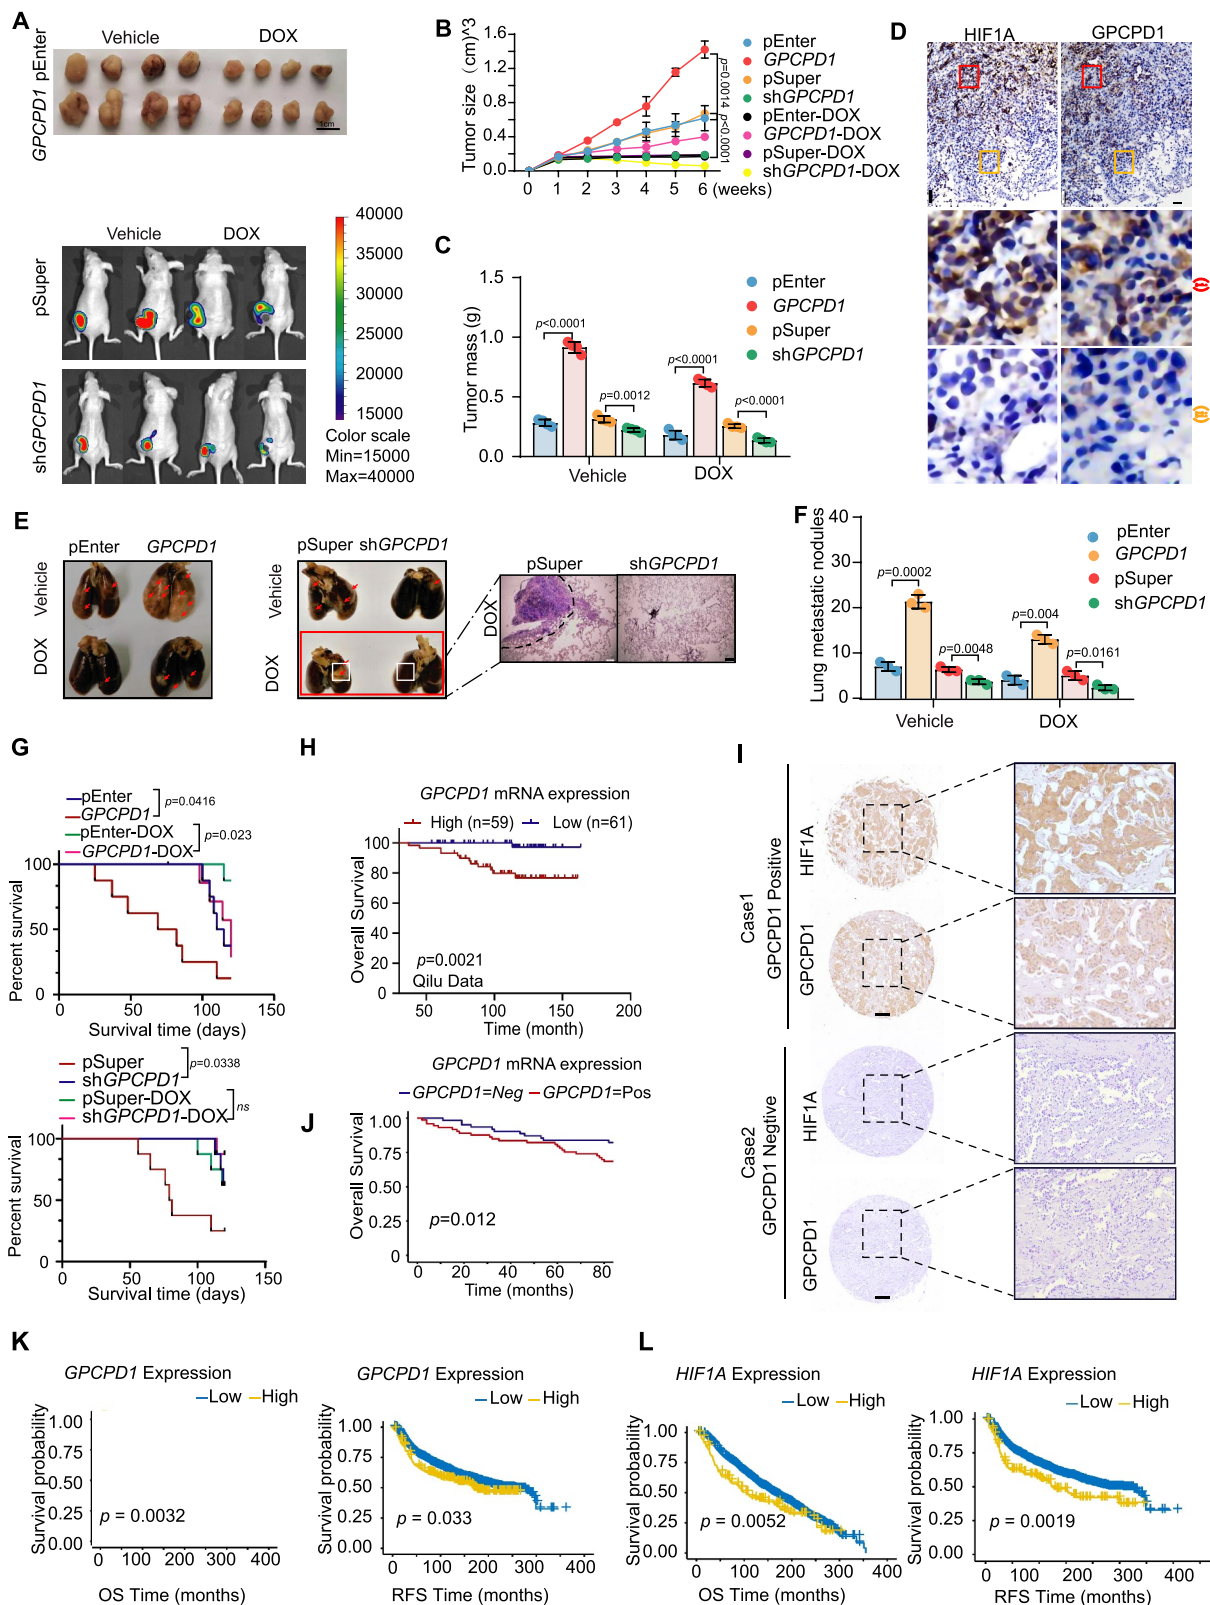 A
Vehicle DOX
pEnter
GPCPD1
1cm
Vehicle DOX
pSuper
shGPCPD1
40000
35000
30000
25000
20000
15000
Color scale
Min=15000
Max=40000
B
Tumor size (cm)^3
1.6
1.2
0.8
0.4
0.0
0 1 2 3 4 5 6 (weeks)
p=0.0014
p<0.0001
pEnter
GPCPD1
pSuper
shGPCPD1
pEnter-DOX
GPCPD1-DOX
pSuper-DOX
shGPCPD1-DOX
C
Tumor mass (g)
1.5
1.0
0.5
0.0
p<0.0001
p=0.0012
p<0.0001
p<0.0001
Vehicle DOX
pEnter
GPCPD1
pSuper
shGPCPD1
D
HIF1A GPCPD1
E
pEnter GPCPD1
Vehicle
DOX
pSuper shGPCPD1
Vehicle
DOX
pSuper shGPCPD1
DOX
F
Lung metastatic nodules
40
30
20
10
0
p=0.0002
p=0.0048
p=0.004
p=0.0161
Vehicle DOX
pEnter
GPCPD1
pSuper
shGPCPD1
G
pEnter
GPCPD1
p=0.0416
pEnter-DOX
GPCPD1-DOX
p=0.023
Percent survival
100
50
0
0 50 100 150
Survival time (days)
pSuper
shGPCPD1
p=0.0338
pSuper-DOX
shGPCPD1-DOX
ns
Percent survival
100
50
0
0 50 100 150
Survival time (days)
H
GPCPD1 mRNA expression
High (n=59) Low (n=61)
Overall Survival
100
80
60
40
20
0
p=0.0021
Qilu Data
50 100 150 200
Time (month)
I
Case1
GPCPD1 Positive
HIF1A
GPCPD1
Case2
GPCPD1 Negtive
HIF1A
GPCPD1
J
GPCPD1 mRNA expression
GPCPD1=Neg GPCPD1=Pos
Overall Survival
1.00
0.75
0.50
0.25
0
p=0.012
0 20 40 60 80
Time (months)
K
GPCPD1 Expression
Low High
Survival probability
1.00
0.75
0.50
0.25
0.00
p = 0.0032
0 100 200 300 400
OS Time (months)
GPCPD1 Expression
Low High
Survival probability
1.00
0.75
0.50
0.25
0.00
p = 0.033
0 100 200 300 400
RFS Time (months)
L
HIF1A Expression
Low High
Survival probability
1.00
0.75
0.50
0.25
0.00
p = 0.0052
0 100 200 300 400
OS Time (months)
HIF1A Expression
Low High
Survival probability
1.00
0.75
0.50
0.25
0.00
p = 0.0019
0 100 200 300 400
RFS Time (months)